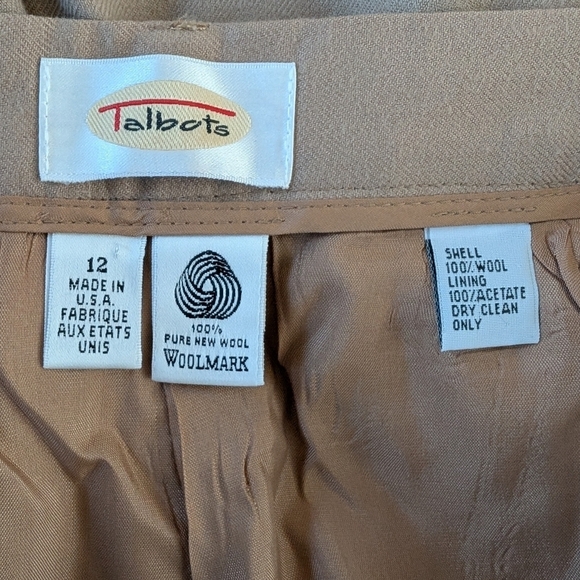 Talbots
12
MADE IN
U.S.A.
FABRIQUE
AUX ETATS
UNIS
100%
PURE NEW WOOL
WOOLMARK
SHELL
100% WOOL
LINING
100% ACETATE
DRY CLEAN
ONLY